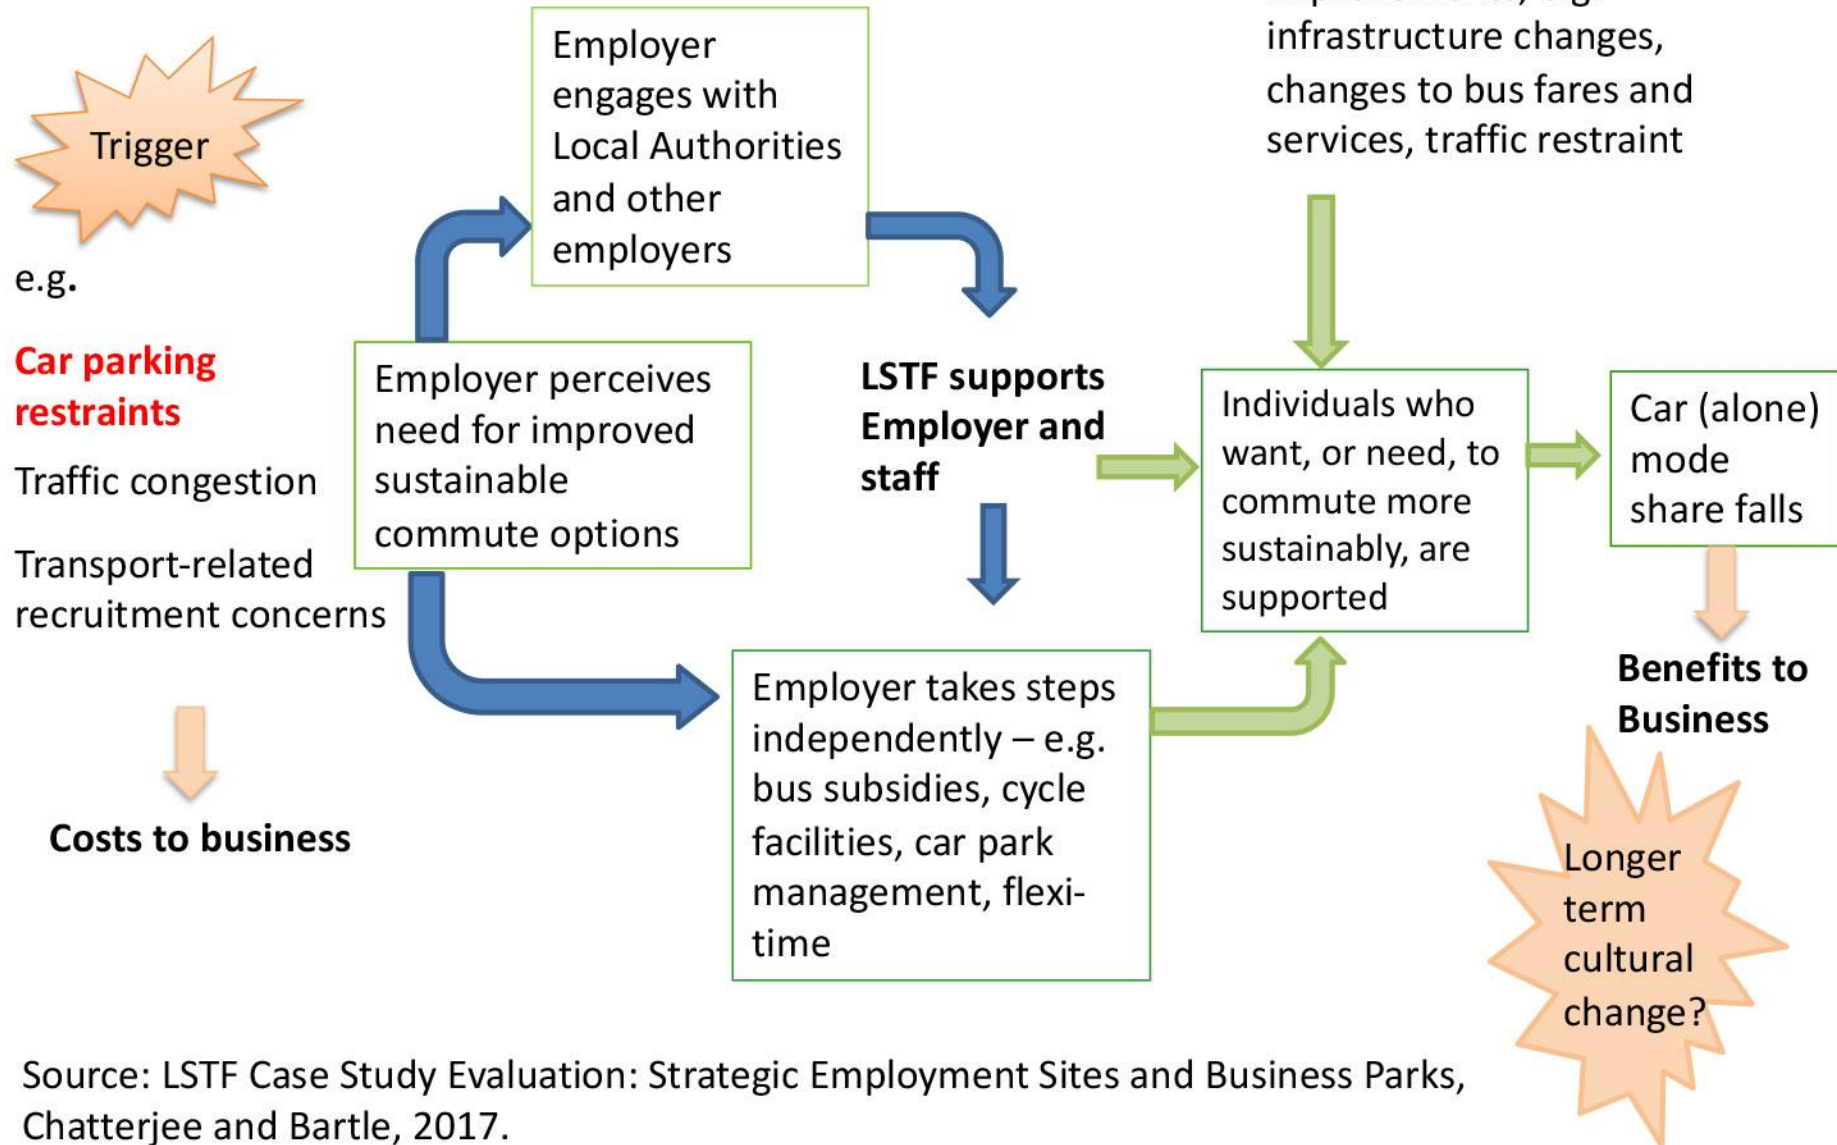 Trigger
e.g.
Car parking
restraints
Traffic congestion
Transport-related
recruitment concerns
Costs to business
Employer
engages with
Local Authorities
and other
employers
Employer perceives
need for improved
sustainable
commute options
LSTF supports
Employer and
staff
Employer takes steps
independently – e.g.
bus subsidies, cycle
facilities, car park
management, flexi-
time
infrastructure changes,
changes to bus fares and
services, traffic restraint
Individuals who
want, or need, to
commute more
sustainably, are
supported
Car (alone)
mode
share falls
Benefits to
Business
Longer
term
cultural
change?
Source: LSTF Case Study Evaluation: Strategic Employment Sites and Business Parks,
Chatterjee and Bartle, 2017.